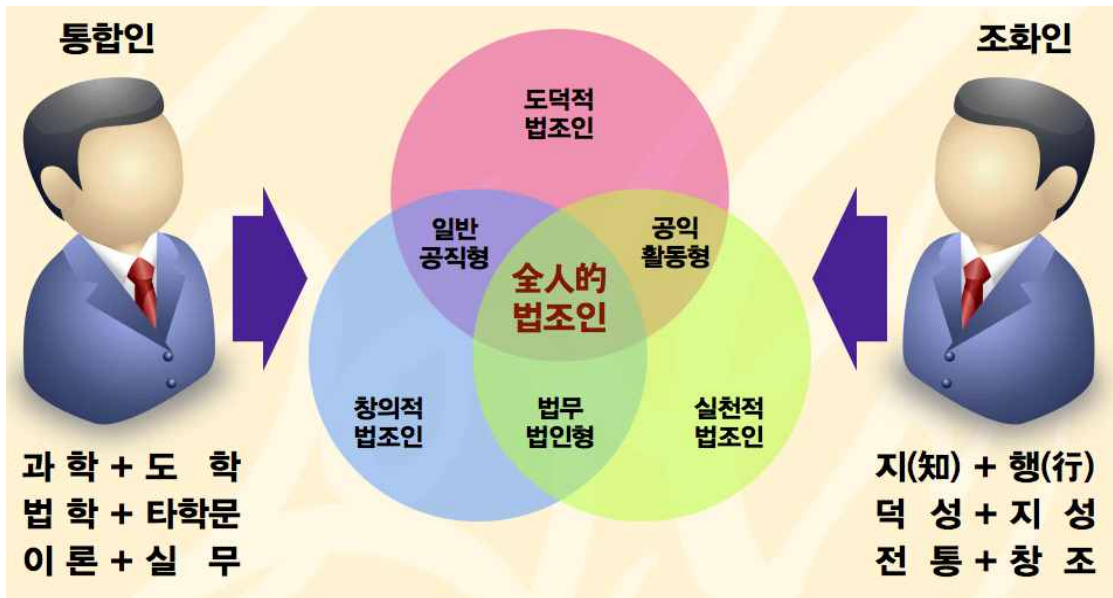 통합인
조화인
도덕적
법조인
일반
공직형
공익
활동형
全人的
법조인
창의적
법조인
법무
법인형
실천적
법조인
과 학 + 도 학
법 학 + 타학문
이 론 + 실 무
지(知) + 행(行)
덕 성 + 지 성
전 통 + 창 조